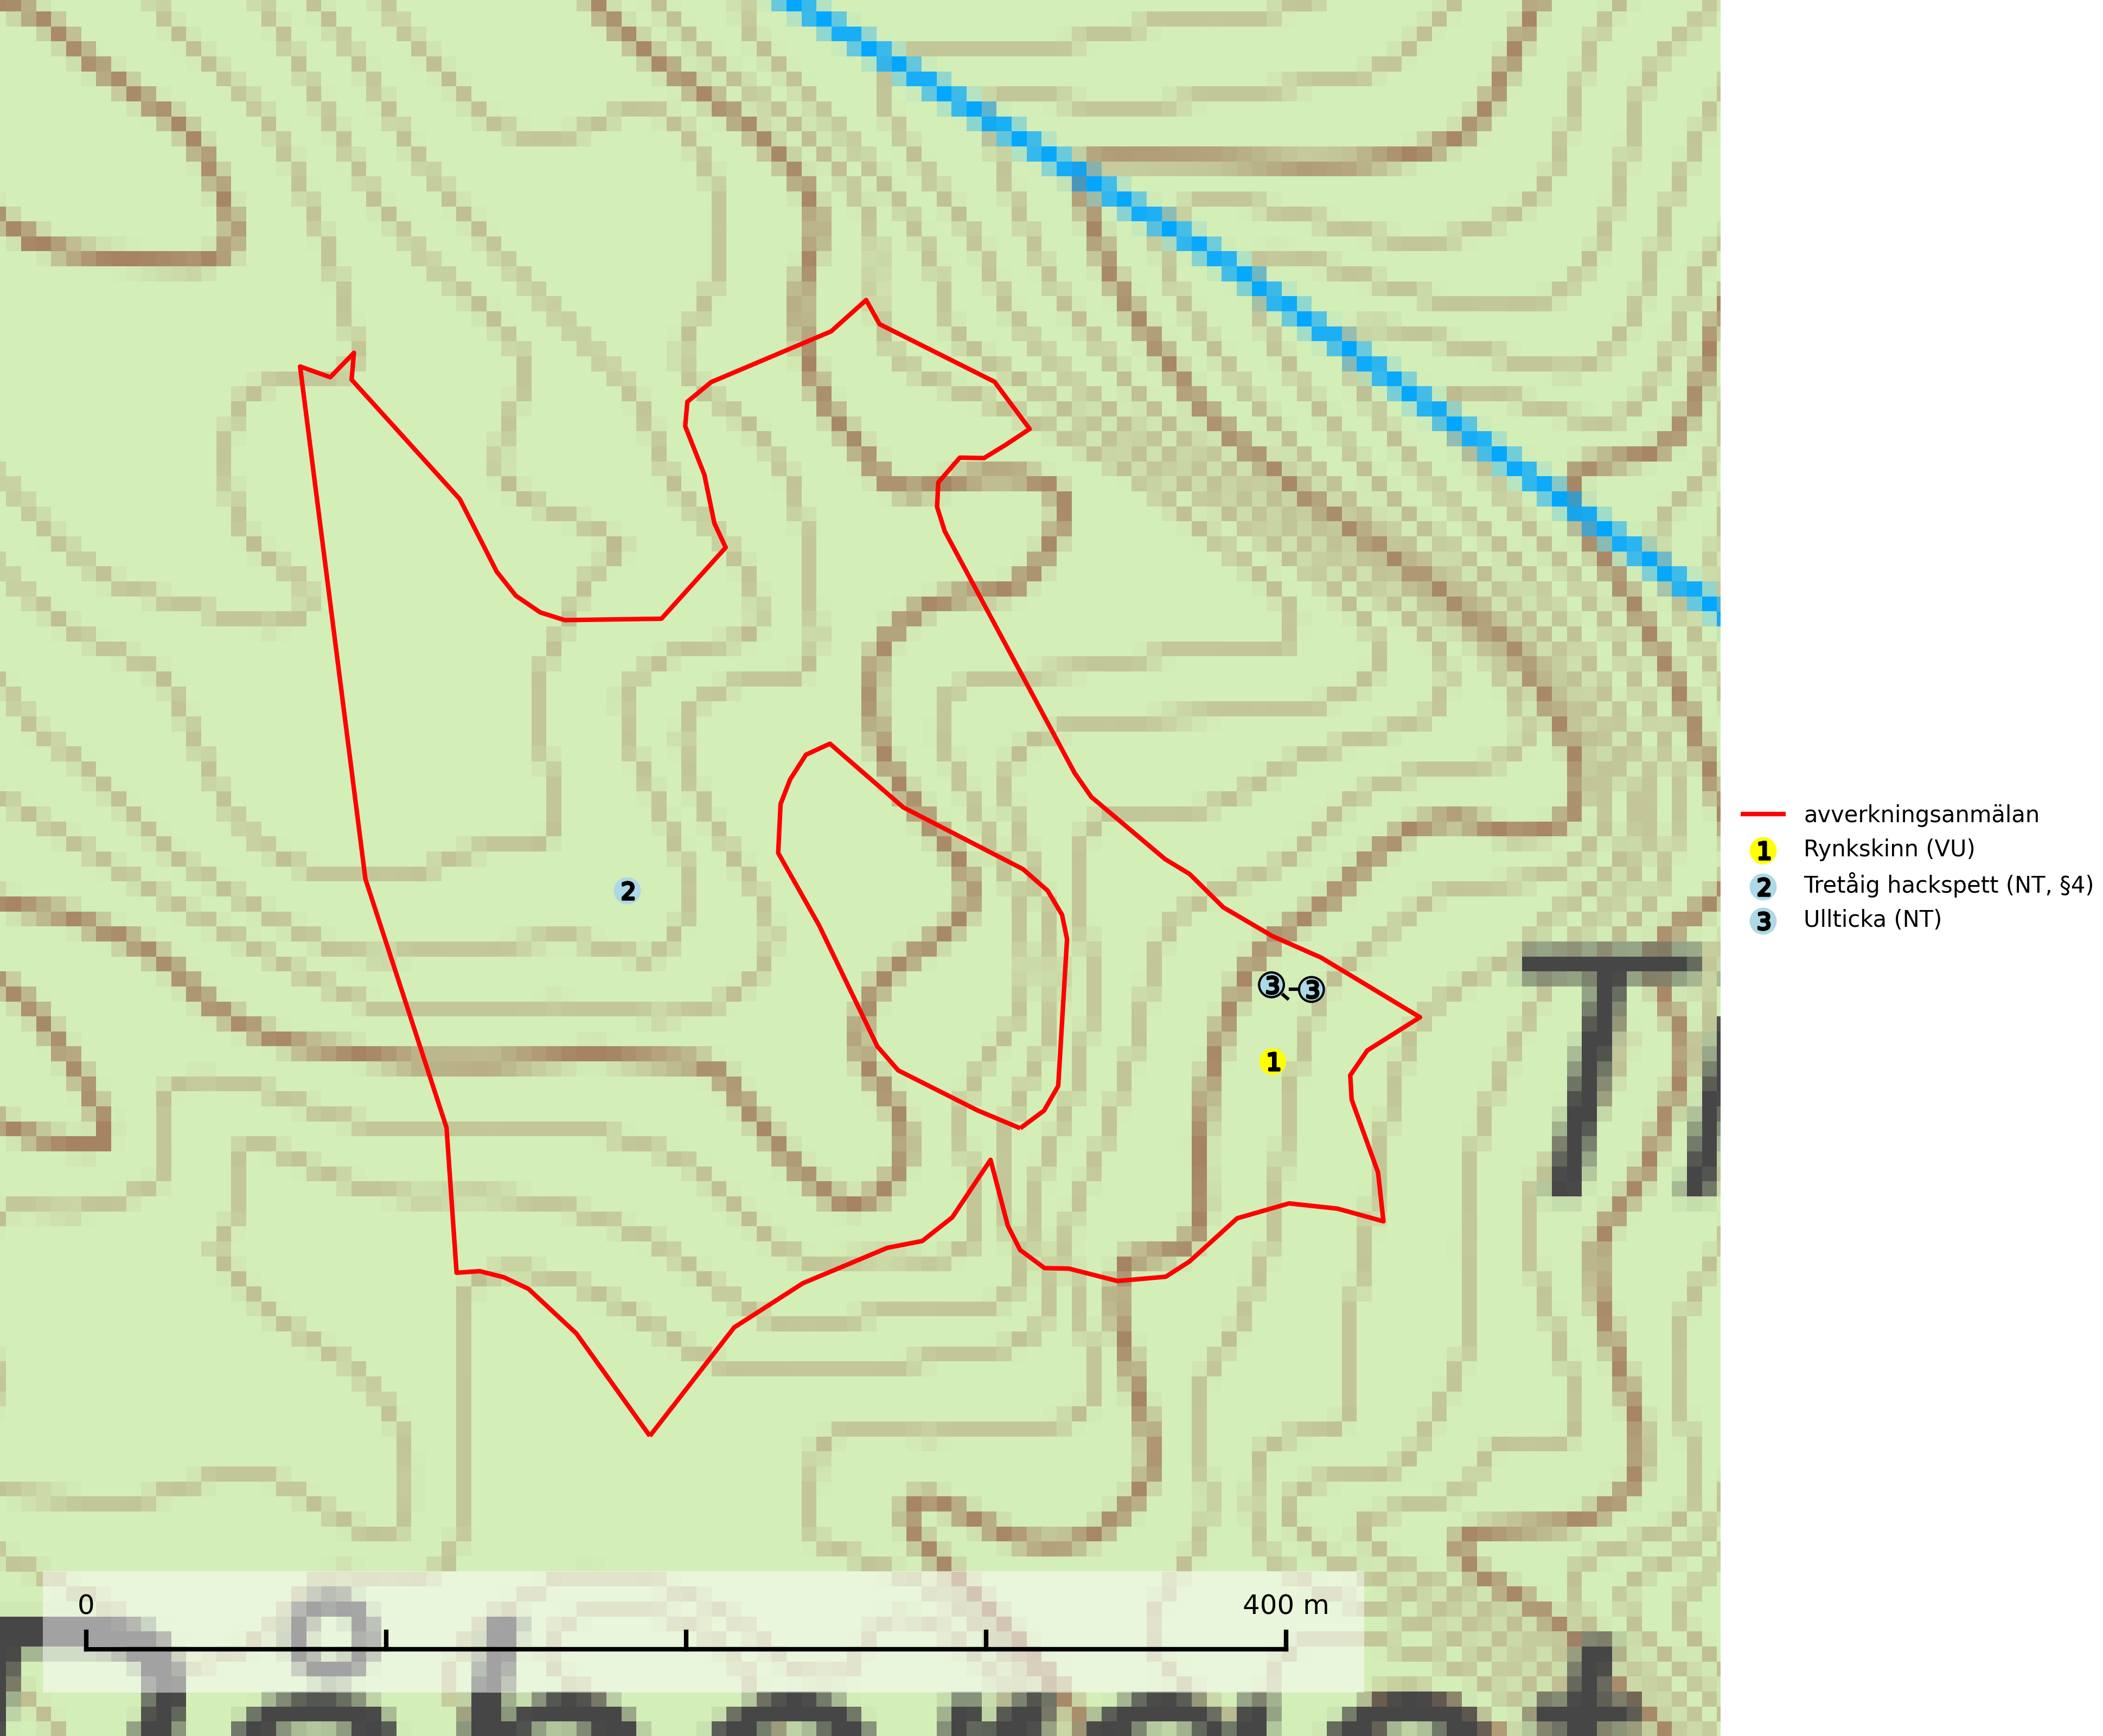 2
3
3
1
avverkningsanmälan
1 Rynkskinn (VU)
2 Tretåig hackspett (NT, §4)
3 Ullticka (NT)
0
400 m